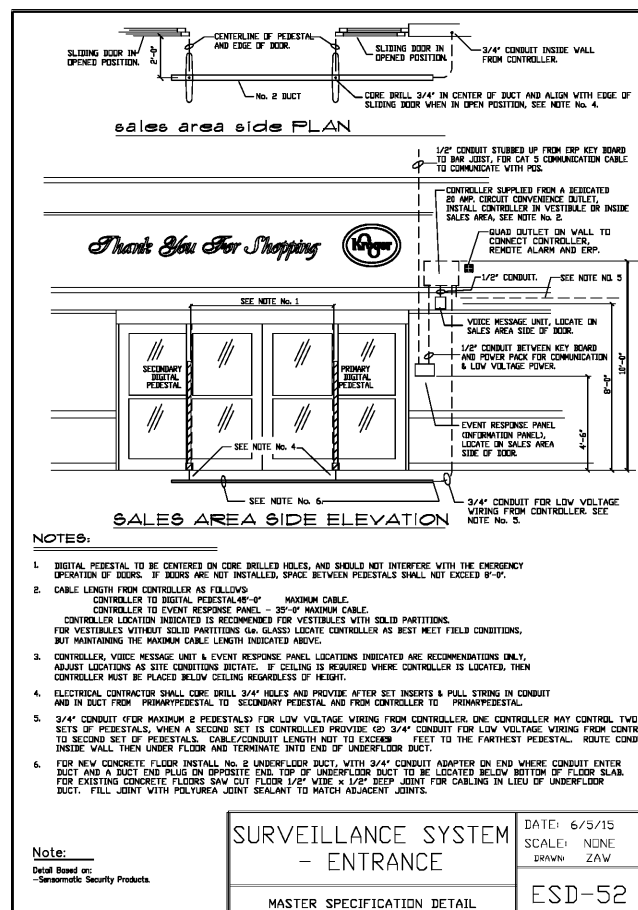 SLIDING DOOR IN
OPENED POSITION.
2'-0"
CENTERLINE OF PEDESTAL
AND EDGE OF DOOR.
SLIDING DOOR IN
OPENED POSITION.
3/4" CONDUIT INSIDE WALL
FROM CONTROLLER.
No. 2 DUCT
CORE DRILL 3/4" IN CENTER OF DUCT AND ALIGN WITH EDGE OF
SLIDING DOOR WHEN IN OPEN POSITION, SEE NOTE No. 4.
sales area side PLAN
1/2" CONDUIT STUBBED UP FROM ERP KEY BOARD
TO BAR JOIST, FOR CAT 5 COMMUNICATION CABLE
TO COMMUNICATE WITH POS.
CONTROLLER SUPPLIED FROM A DEDICATED
20 AMP. CIRCUIT CONVENIENCE OUTLET,
INSTALL CONTROLLER IN VESTIBULE OR INSIDE
SALES AREA, SEE NOTE No. 2.
QUAD OUTLET ON WALL TO
CONNECT CONTROLLER,
REMOTE ALARM AND ERP.
Thank You For Shopping
Kroger
1/2" CONDUIT.
SEE NOTE NO. 5
SEE NOTE No. 1
VOICE MESSAGE UNIT, LOCATE ON
SALES AREA SIDE OF DOOR.
1/2" CONDUIT BETWEEN KEY BOARD
AND POWER PACK FOR COMMUNICATION
& LOW VOLTAGE POWER.
SECONDARY
DIGITAL
PEDESTAL
PRIMARY
DIGITAL
PEDESTAL
8'-0"
10'-0"
4'-6"
EVENT RESPONSE PANEL
(INFORMATION PANEL),
LOCATE ON SALES AREA
SIDE OF DOOR.
SEE NOTE No. 4
SEE NOTE No. 6.
3/4" CONDUIT FOR LOW VOLTAGE
WIRING FROM CONTROLLER. SEE
NOTE No. 5.
SALES AREA SIDE ELEVATION
NOTES:
1. DIGITAL PEDESTAL TO BE CENTERED ON CORE DRILLED HOLES, AND SHOULD NOT INTERFERE WITH THE EMERGENCY
OPERATION OF DOORS. IF DOORS ARE NOT INSTALLED, SPACE BETWEEN PEDESTALS SHALL NOT EXCEED 8'-0".
2. CABLE LENGTH FROM CONTROLLER AS FOLLOWS:
CONTROLLER TO DIGITAL PEDESTAL45'-0" MAXIMUM CABLE.
CONTROLLER TO EVENT RESPONSE PANEL - 35'-0" MAXIMUM CABLE.
CONTROLLER LOCATION INDICATED IS RECOMMENDED FOR VESTIBULES WITH SOLID PARTITIONS.
FOR VESTIBULES WITHOUT SOLID PARTITIONS (i.e. GLASS) LOCATE CONTROLLER AS BEST MEET FIELD CONDITIONS,
BUT MAINTAINING THE MAXIMUM CABLE LENGTH INDICATED ABOVE.
3. CONTROLLER, VOICE MESSAGE UNIT & EVENT RESPONSE PANEL LOCATIONS INDICATED ARE RECOMMENDATIONS ONLY,
ADJUST LOCATIONS AS SITE CONDITIONS DICTATE. IF CEILING IS REQUIRED WHERE CONTROLLER IS LOCATED, THEN
CONTROLLER MUST BE PLACED BELOW CEILING REGARDLESS OF HEIGHT.
4. ELECTRICAL CONTRACTOR SHALL CORE DRILL 3/4" HOLES AND PROVIDE AFTER SET INSERTS & PULL STRING IN CONDUIT
AND IN DUCT FROM PRIMARYPEDESTAL TO SECONDARY PEDESTAL AND FROM CONTROLLER TO PRIMARPEDESTAL.
5. 3/4" CONDUIT (FOR MAXIMUM 2 PEDESTALS) FOR LOW VOLTAGE WIRING FROM CONTROLLER. ONE CONTROLLER MAY CONTROL TWO
SETS OF PEDESTALS, WHEN A SECOND SET IS CONTROLLED PROVIDE (2) 3/4" CONDUIT FOR LOW VOLTAGE WIRING FROM CONTR
TO SECOND SET OF PEDESTALS. CABLE/CONDUIT LENGTH NOT TO FEET TO THE FARTHEST PEDESTAL. ROUTE COND
INSIDE WALL THEN UNDER FLOOR AND TERMINATE INTO END OF UNDERFLOOR DUCT.
6. FOR NEW CONCRETE FLOOR INSTALL No. 2 UNDERFLOOR DUCT, WITH 3/4" CONDUIT ADAPTER ON END WHERE CONDUIT ENTER
DUCT AND A DUCT END PLUG ON OPPOSITE END. TOP OF UNDERFLOOR DUCT TO BE LOCATED BELOW BOTTOM OF FLOOR SLAB.
FOR EXISTING CONCRETE FLOORS SAW CUT FLOOR 1/2" WIDE x 1/2" DEEP JOINT FOR CABLING IN LIEU OF UNDERFLOOR
DUCT. FILL JOINT WITH POLYUREA JOINT SEALANT TO MATCH ADJACENT JOINTS.
Note:
Detail Based on:
-Sensormatic Security Products.
SURVEILLANCE SYSTEM
- ENTRANCE
MASTER SPECIFICATION DETAIL
DATE: 6/5/15
SCALE: NONE
DRAWN: ZAW
ESD-52